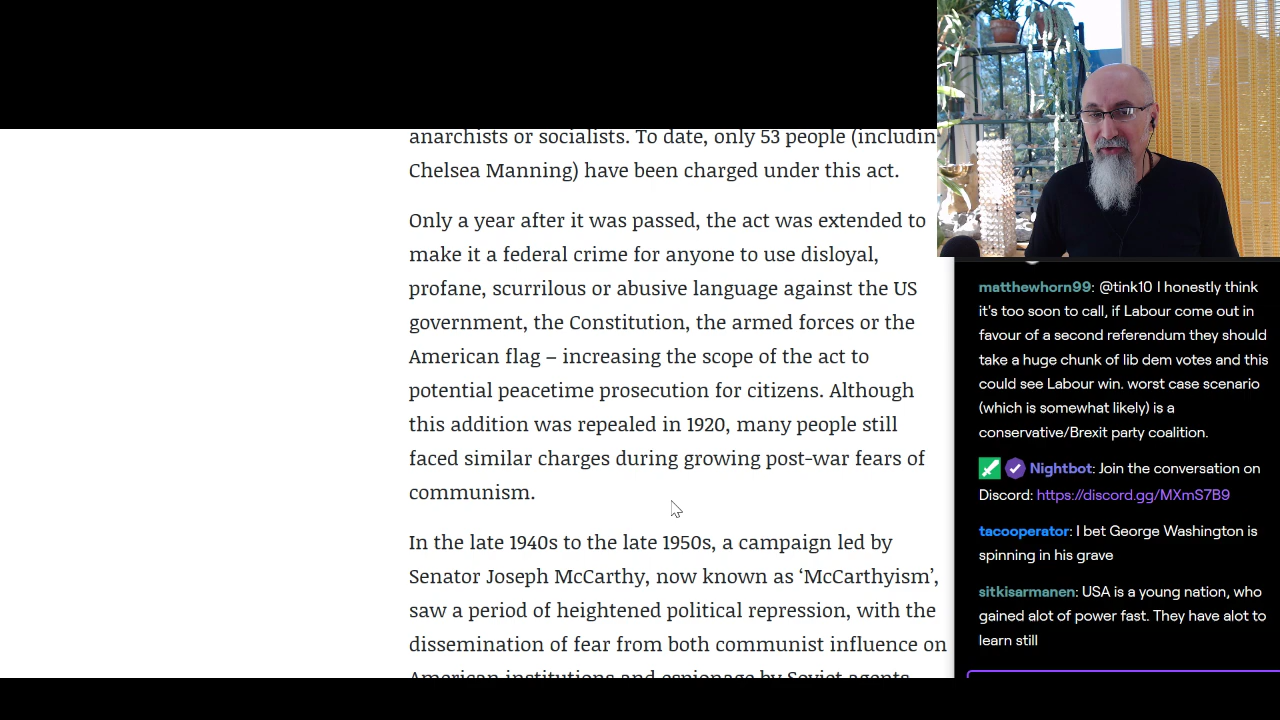 anarchists or socialists. To date, only 53 people (includin
Chelsea Manning) have been charged under this act.
Only a year after it was passed, the act was extended to
make it a federal crime for anyone to use disloyal,
profane, scurrilous or abusive language against the US
government, the Constitution, the armed forces or the
American flag – increasing the scope of the act to
potential peacetime prosecution for citizens. Although
this addition was repealed in 1920, many people still
faced similar charges during growing post-war fears of
communism.
In the late 1940s to the late 1950s, a campaign led by
Senator Joseph McCarthy, now known as ‘McCarthyism’,
saw a period of heightened political repression, with the
dissemination of fear from both communist influence on
American institutions and espionage by Soviet agents
matthewhorn99: @tink10 I honestly think
it's too soon to call, if Labour come out in
favour of a second referendum they should
take a huge chunk of lib dem votes and this
could see Labour win. worst case scenario
(which is somewhat likely) is a
conservative/Brexit party coalition.
Nightbot: Join the conversation on
Discord: https://discord.gg/MXmS7B9
tacooperator: I bet George Washington is
spinning in his grave
sitkisarmanen: USA is a young nation, who
gained alot of power fast. They have alot to
learn still